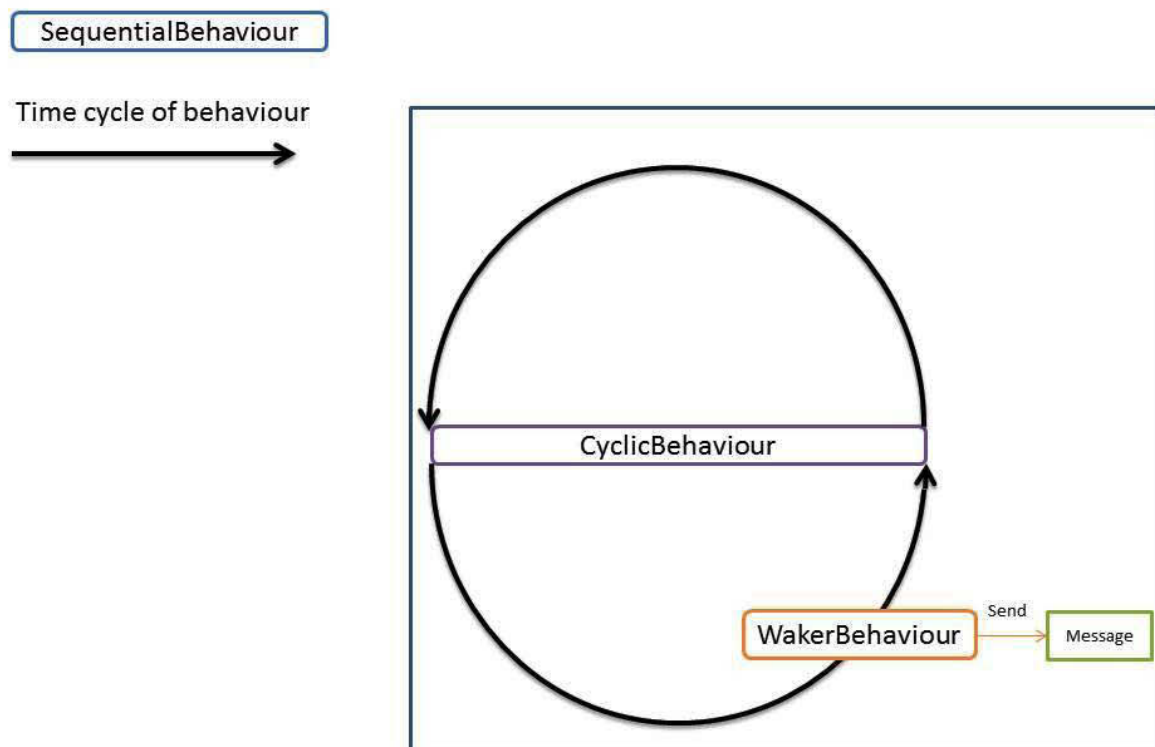 SequentialBehaviour
Time cycle of behaviour
CyclicBehaviour
Send
WakerBehaviour
Message